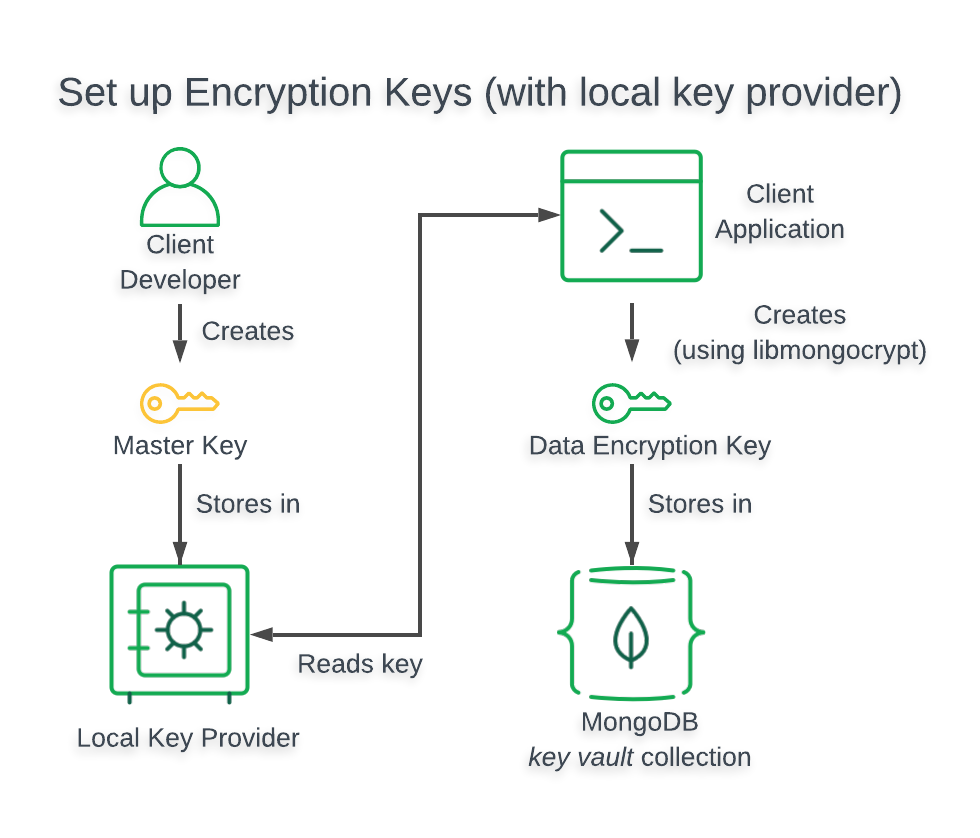 Set up Encryption Keys (with local key provider)
Client
Developer
Creates
Master Key
Stores in
Local Key Provider
Reads key
Client
Application
Creates
(using libmongocrypt)
Data Encryption Key
Stores in
MongoDB
key vault collection